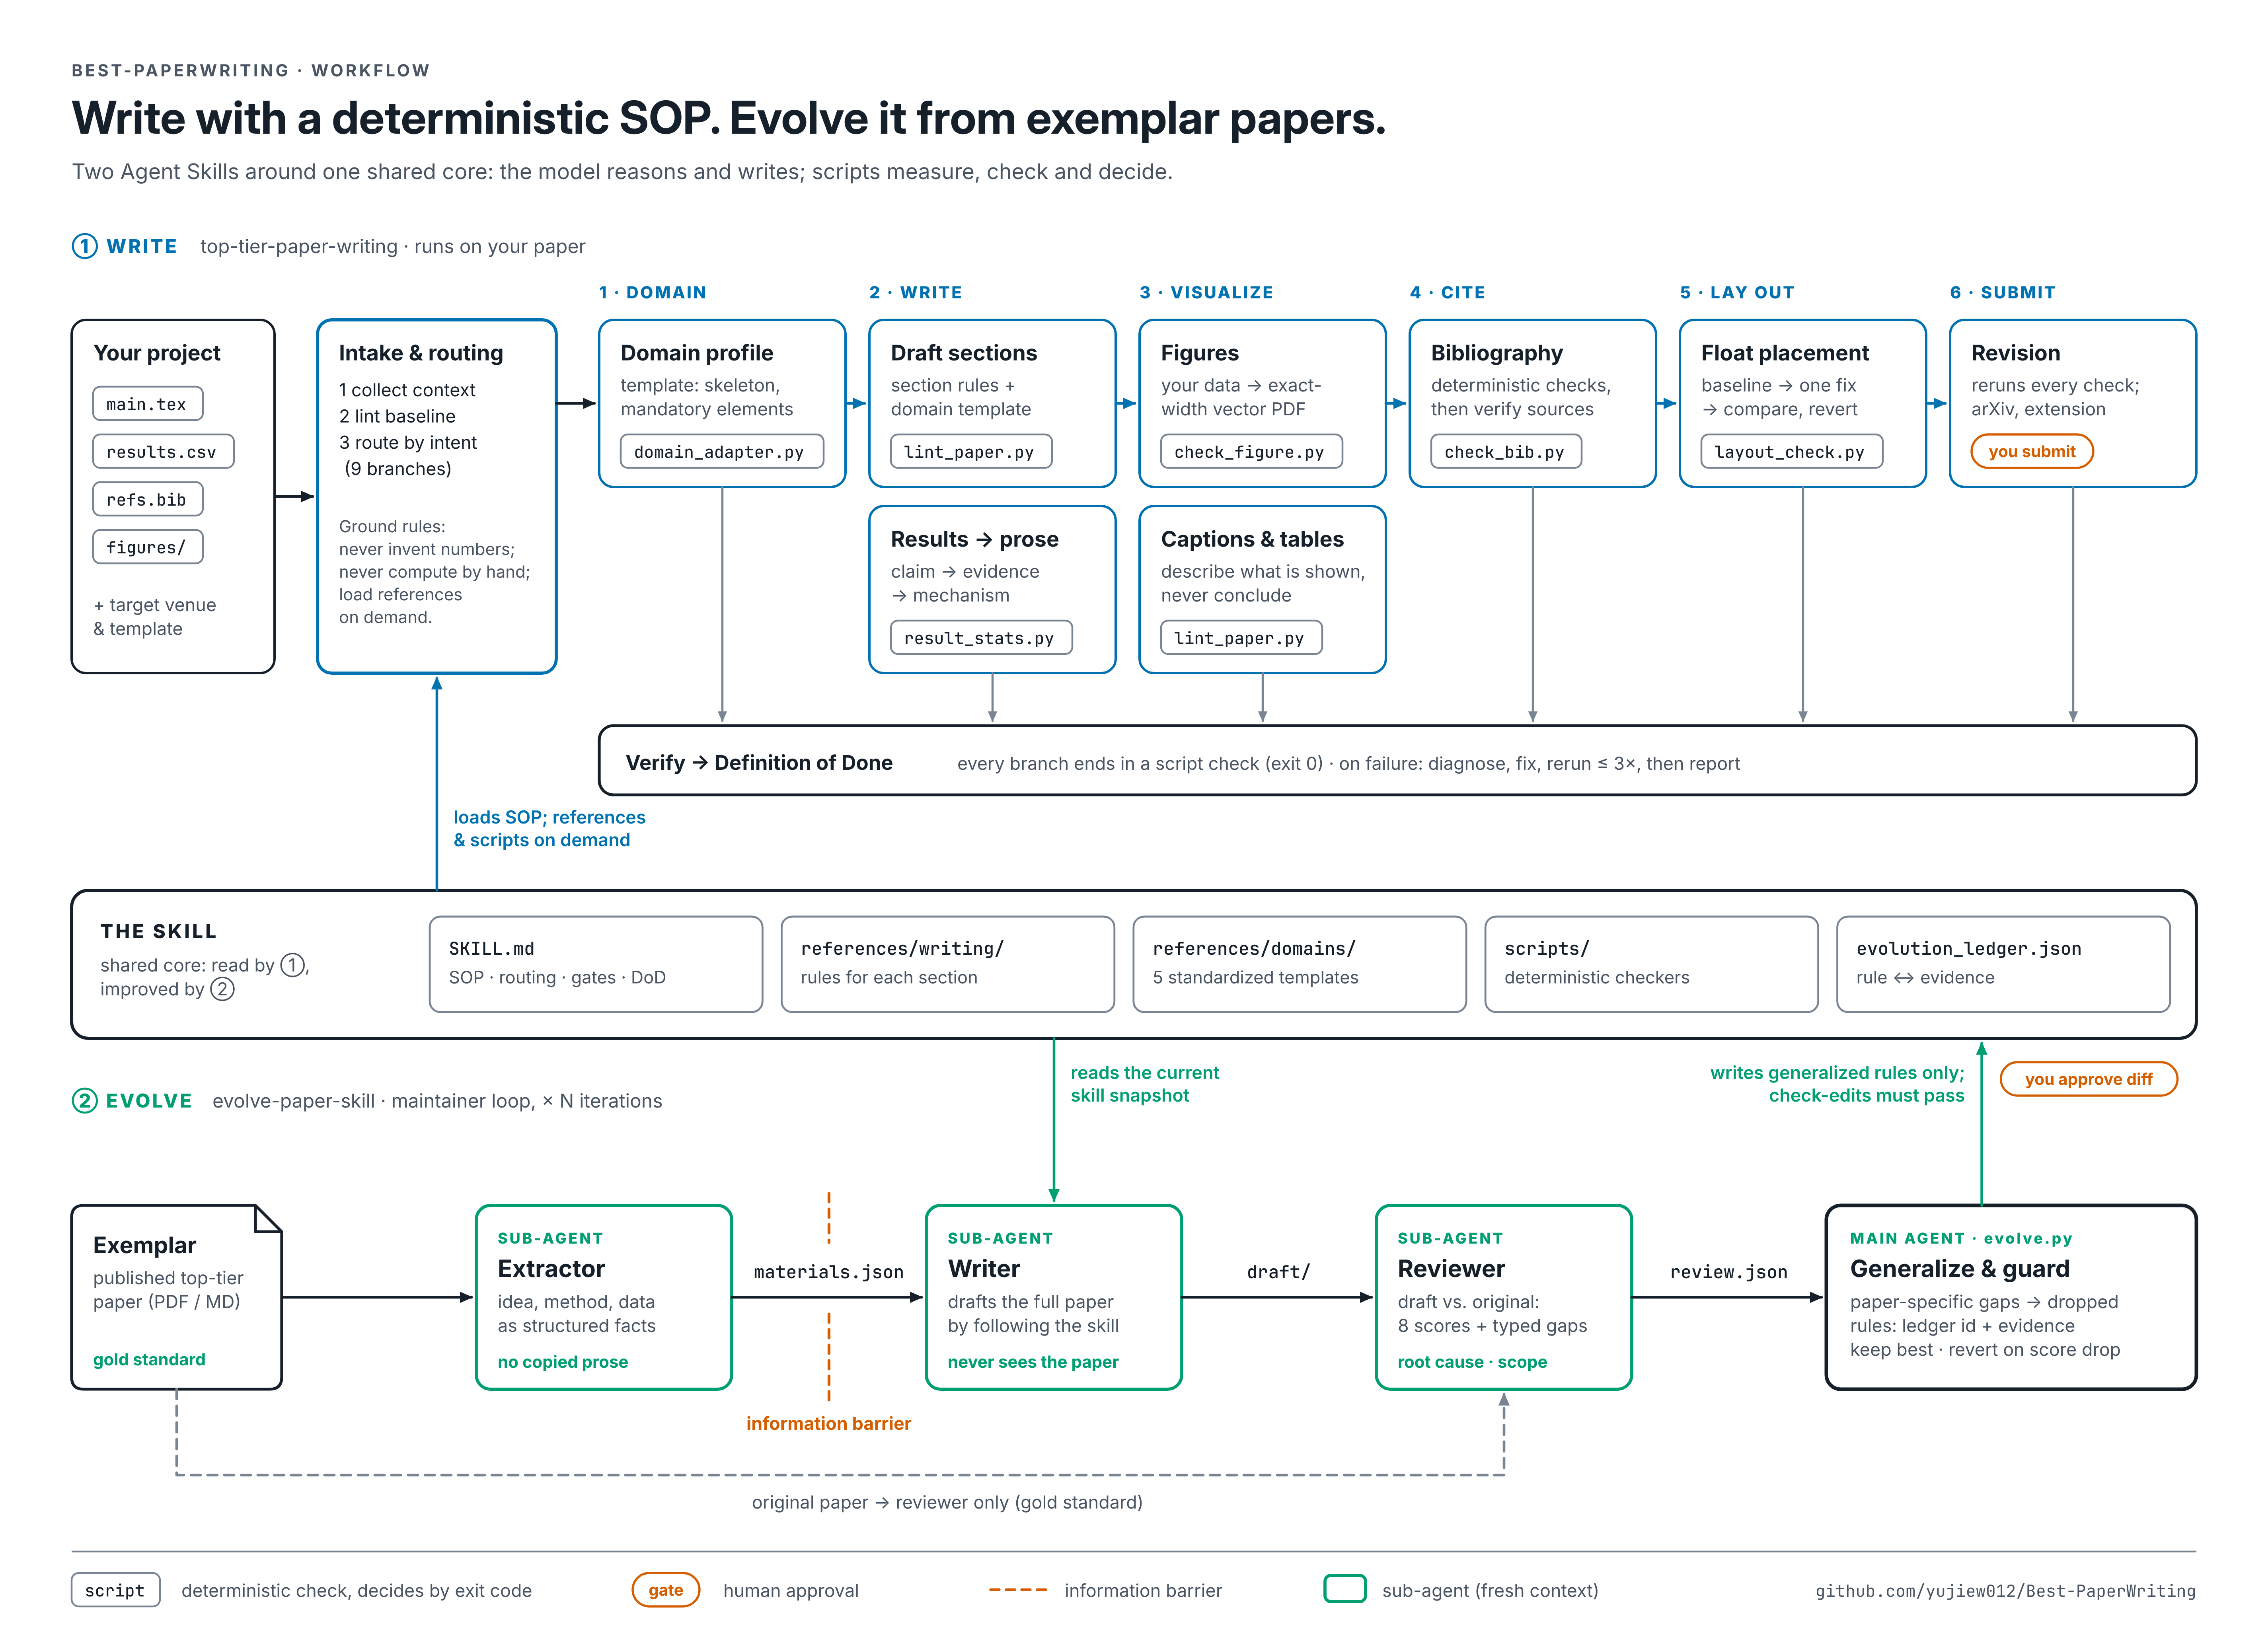 BEST-PAPERWRITING · WORKFLOW
Write with a deterministic SOP. Evolve it from exemplar papers.
Two Agent Skills around one shared core: the model reasons and writes; scripts measure, check and decide.
① WRITE top-tier-paper-writing · runs on your paper
Your project
main.tex
results.csv
refs.bib
figures/
+ target venue
& template
Intake & routing
1 collect context
2 lint baseline
3 route by intent
(9 branches)
Ground rules:
never invent numbers;
never compute by hand;
load references
on demand.
1 · DOMAIN
Domain profile
template: skeleton,
mandatory elements
domain_adapter.py
2 · WRITE
Draft sections
section rules +
domain template
lint_paper.py
Results → prose
claim → evidence
→ mechanism
result_stats.py
3 · VISUALIZE
Figures
your data → exact-
width vector PDF
check_figure.py
Captions & tables
describe what is shown,
never conclude
lint_paper.py
4 · CITE
Bibliography
deterministic checks,
then verify sources
check_bib.py
5 · LAY OUT
Float placement
baseline → one fix
→ compare, revert
layout_check.py
6 · SUBMIT
Revision
reruns every check;
arXiv, extension
you submit
Verify → Definition of Done every branch ends in a script check (exit 0) · on failure: diagnose, fix, rerun ≤ 3×, then report
loads SOP; references
& scripts on demand
THE SKILL
shared core: read by ①,
improved by ②
SKILL.md
SOP · routing · gates · DoD
references/writing/
rules for each section
references/domains/
5 standardized templates
scripts/
deterministic checkers
evolution_ledger.json
rule ↔ evidence
reads the current
skill snapshot
writes generalized rules only;
check-edits must pass
you approve diff
② EVOLVE evolve-paper-skill · maintainer loop, × N iterations
Exemplar
published top-tier
paper (PDF / MD)
gold standard
SUB-AGENT
Extractor
idea, method, data
as structured facts
no copied prose
materials.json
information barrier
SUB-AGENT
Writer
drafts the full paper
by following the skill
never sees the paper
draft/
SUB-AGENT
Reviewer
draft vs. original:
8 scores + typed gaps
root cause · scope
review.json
MAIN AGENT · evolve.py
Generalize & guard
paper-specific gaps → dropped
rules: ledger id + evidence
keep best · revert on score drop
original paper → reviewer only (gold standard)
script deterministic check, decides by exit code
gate human approval
information barrier
sub-agent (fresh context)
github.com/yujiew012/Best-PaperWriting